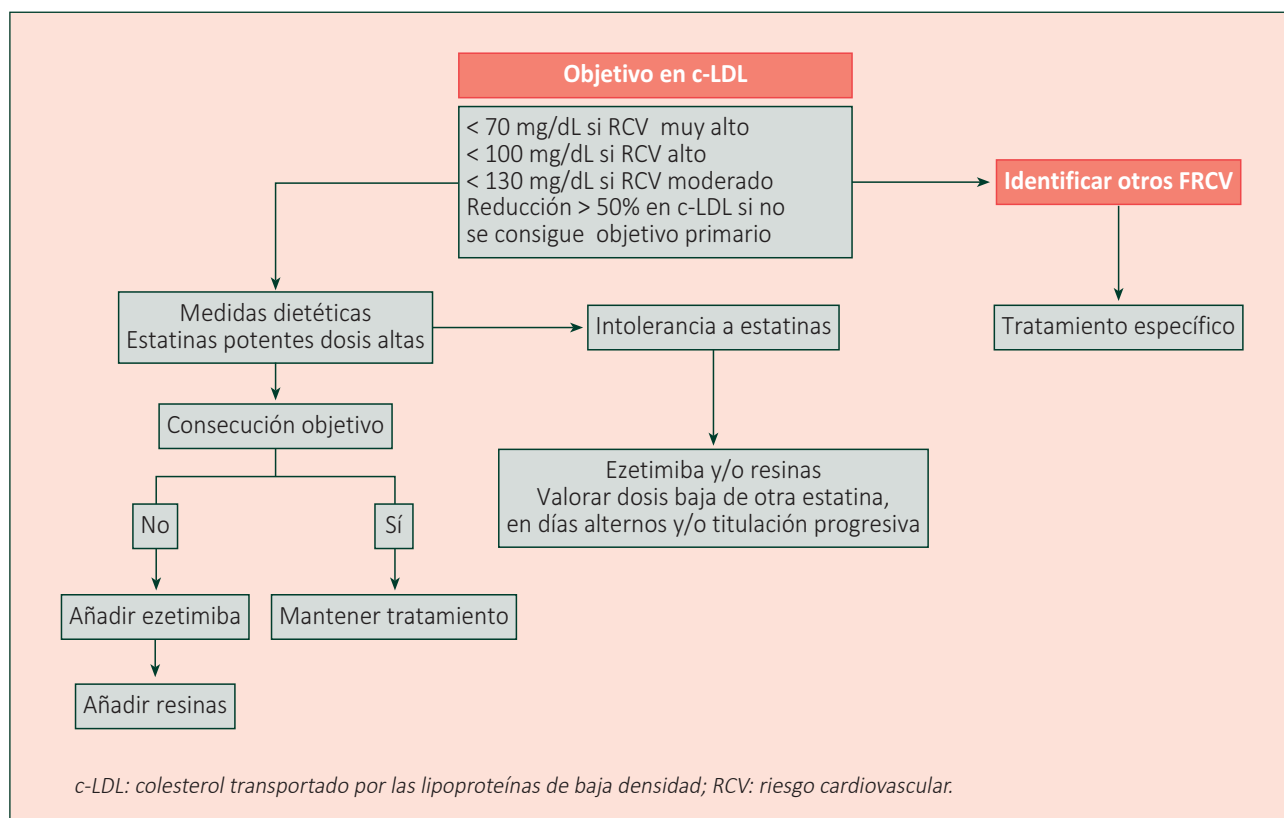 Objetivo en c-LDL
< 70 mg/dL si RCV muy alto
< 100 mg/dL si RCV alto
< 130 mg/dL si RCV moderado
Reducción > 50% en c-LDL si no
se consigue objetivo primario
Identificar otros FRCV
Medidas dietéticas
Estatinas potentes dosis altas
Intolerancia a estatinas
Tratamiento específico
Consecución objetivo
Ezetimiba y/o resinas
Valorar dosis baja de otra estatina,
en días alternos y/o titulación progresiva
No
Sí
Añadir ezetimiba
Mantener tratamiento
Añadir resinas
c-LDL: colesterol transportado por las lipoproteínas de baja densidad; RCV: riesgo cardiovascular.